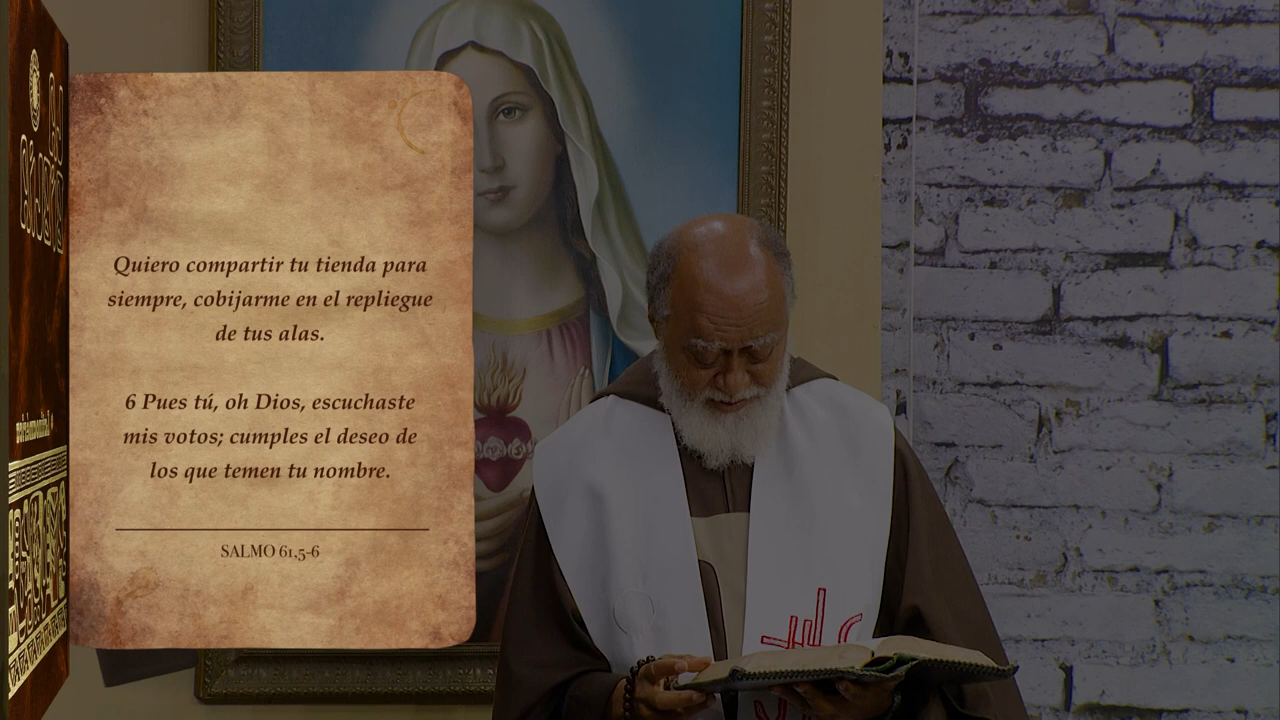 Quiero compartir tu tienda para
siempre, cobijarme en el repliegue
de tus alas.
6 Pues tú, oh Dios, escuchaste
mis votos; cumples el deseo de
los que temen tu nombre.
SALMO 61,5-6